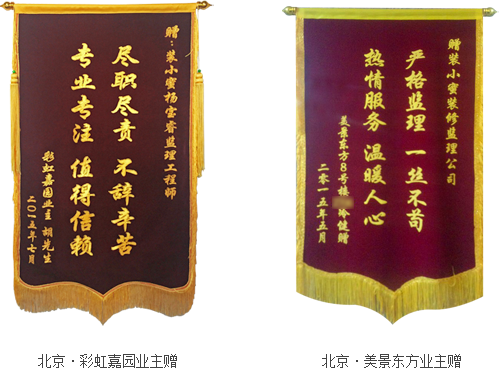 赠：装小蜜杨宝睿监理工程师
尽职尽责 不辞辛苦
专业专注 值得信赖
彩虹嘉园业主 胡先生
二〇一五年七月
赠装小蜜装修监理公司
严格监理 一丝不苟
热情服务 温暖人心
美景东方8号楼 冷健赠
二零一五年五月
北京·彩虹嘉园业主赠
北京·美景东方业主赠